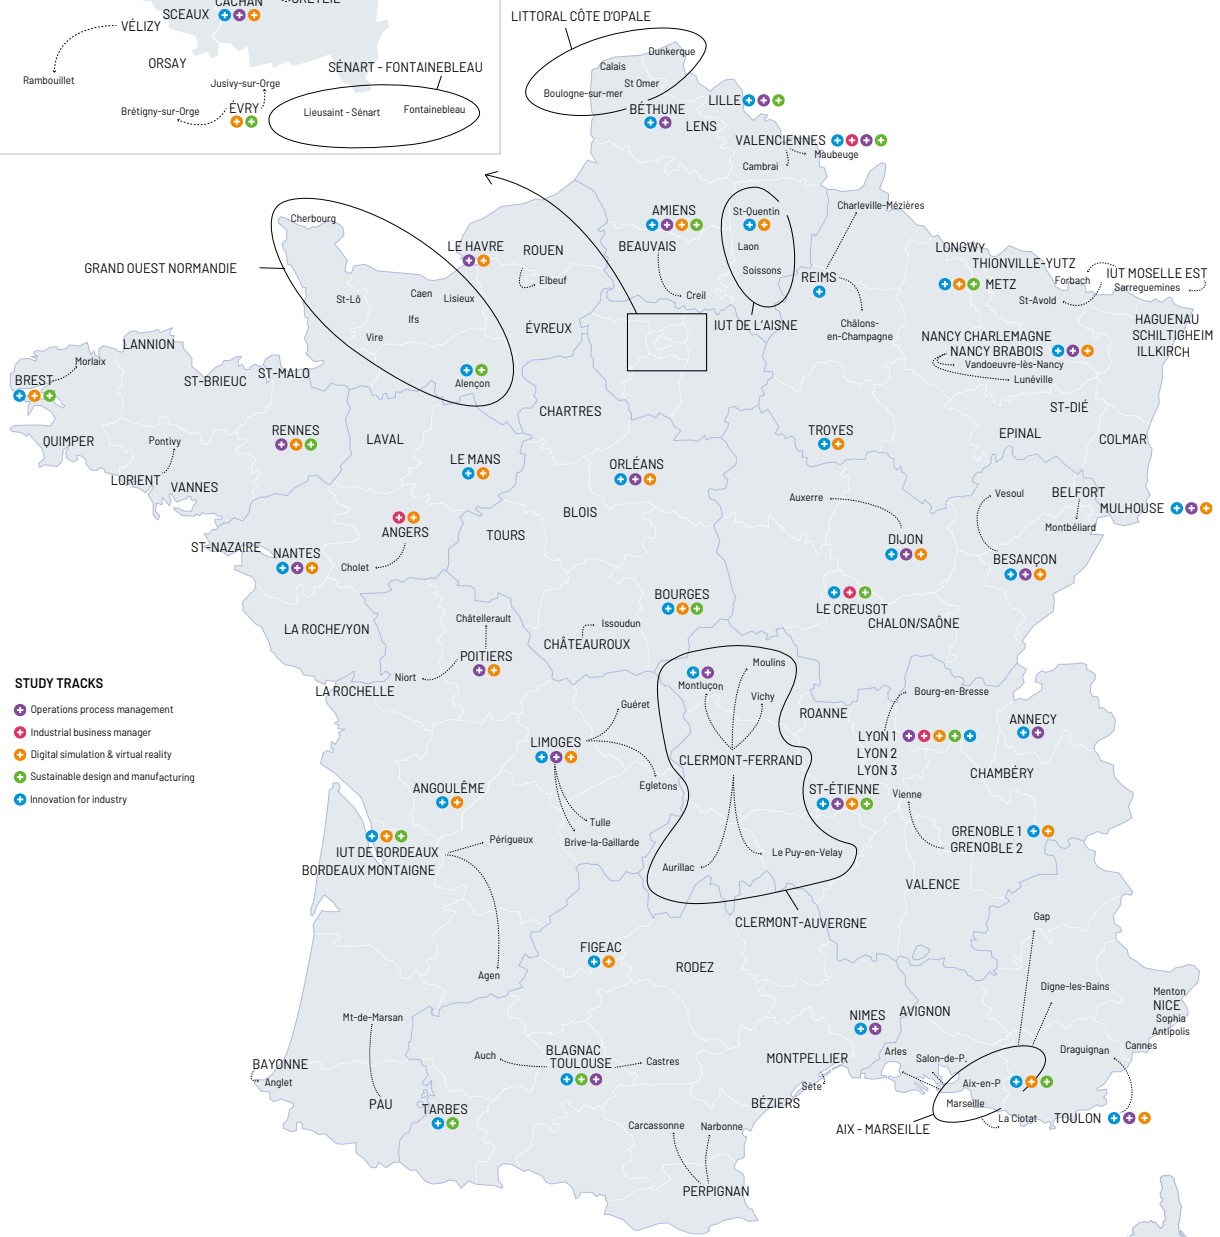 CACHAN
CRÉTEIL
SCEAUX
VÉLIZY
ORSAY
Rambouillet
SÉNART - FONTAINEBLEAU
Jusivy-sur-Orge
Brétigny-sur-Orge
ÉVRY
Lieusaint - Sénart
Fontainebleau
LITTORAL CÔTE D'OPALE
Dunkerque
Calais
St Omer
Boulogne-sur-mer
BÉTHUNE
LILLE
LENS
VALENCIENNES
Maubeuge
Cambrai
Cherbourg
GRAND OUEST NORMANDIE
AMIENS
St-Quentin
Charleville-Mézières
LE HAVRE
ROUEN
BEAUVAIS
Laon
LONGWY
THIONVILLE-YUTZ
Elbeuf
Soissons
REIMS
METZ
Forbach
IUT MOSELLE EST
Sarreguemines
St-Avold
St-Lô
Caen
Lisieux
Creil
Ifs
ÉVREUX
IUT DE L'AISNE
Châlons-
en-Champagne
HAGUENAU
SCHILTIGHEIM
ILLKIRCH
Vire
NANCY CHARLEMAGNE
NANCY BRABOIS
Vandoeuvre-lès-Nancy
Lunéville
LANNION
Morlaix
BREST
ST-BRIEUC
ST-MALO
Alençon
CHARTRES
ST-DIÉ
QUIMPER
Pontivy
RENNES
LAVAL
TROYES
EPINAL
COLMAR
LORIENT
VANNES
LE MANS
ORLÉANS
Auxerre
Vesoul
BELFORT
MULHOUSE
Montbéliard
BLOIS
ANGERS
TOURS
ST-NAZAIRE
NANTES
Cholet
DIJON
BESANÇON
BOURGES
LE CREUSOT
CHALON/SAÔNE
LA ROCHE/YON
Châtellerault
Issoudun
CHÂTEAUROUX
POITIERS
Niort
LA ROCHELLE
Moulins
Montluçon
Vichy
Bourg-en-Bresse
ROANNE
ANNECY
STUDY TRACKS
Operations process management
Industrial business manager
Digital simulation & virtual reality
Sustainable design and manufacturing
Innovation for industry
Guéret
LIMOGES
CLERMONT-FERRAND
LYON 1
LYON 2
LYON 3
CHAMBÉRY
Egletons
ANGOULÊME
ST-ÉTIENNE
Vienne
Tulle
Brive-la-Gaillarde
Périgueux
GRENOBLE 1
GRENOBLE 2
IUT DE BORDEAUX
BORDEAUX MONTAIGNE
Aurillac
Le Puy-en-Velay
VALENCE
CLERMONT-AUVERGNE
Gap
FIGEAC
RODEZ
Agen
Digne-les-Bains
Menton
NICE
Sophia
Antipolis
Cannes
Mt-de-Marsan
NIMES
AVIGNON
Draguignan
BAYONNE
Anglet
Auch
BLAGNAC
TOULOUSE
Castres
MONTPELLIER
Arles
Salon-de-P.
Sète
Aix-en-P
Marseille
PAU
TARBES
BÉZIERS
La Ciotat
TOULON
AIX - MARSEILLE
Carcassonne
Narbonne
PERPIGNAN